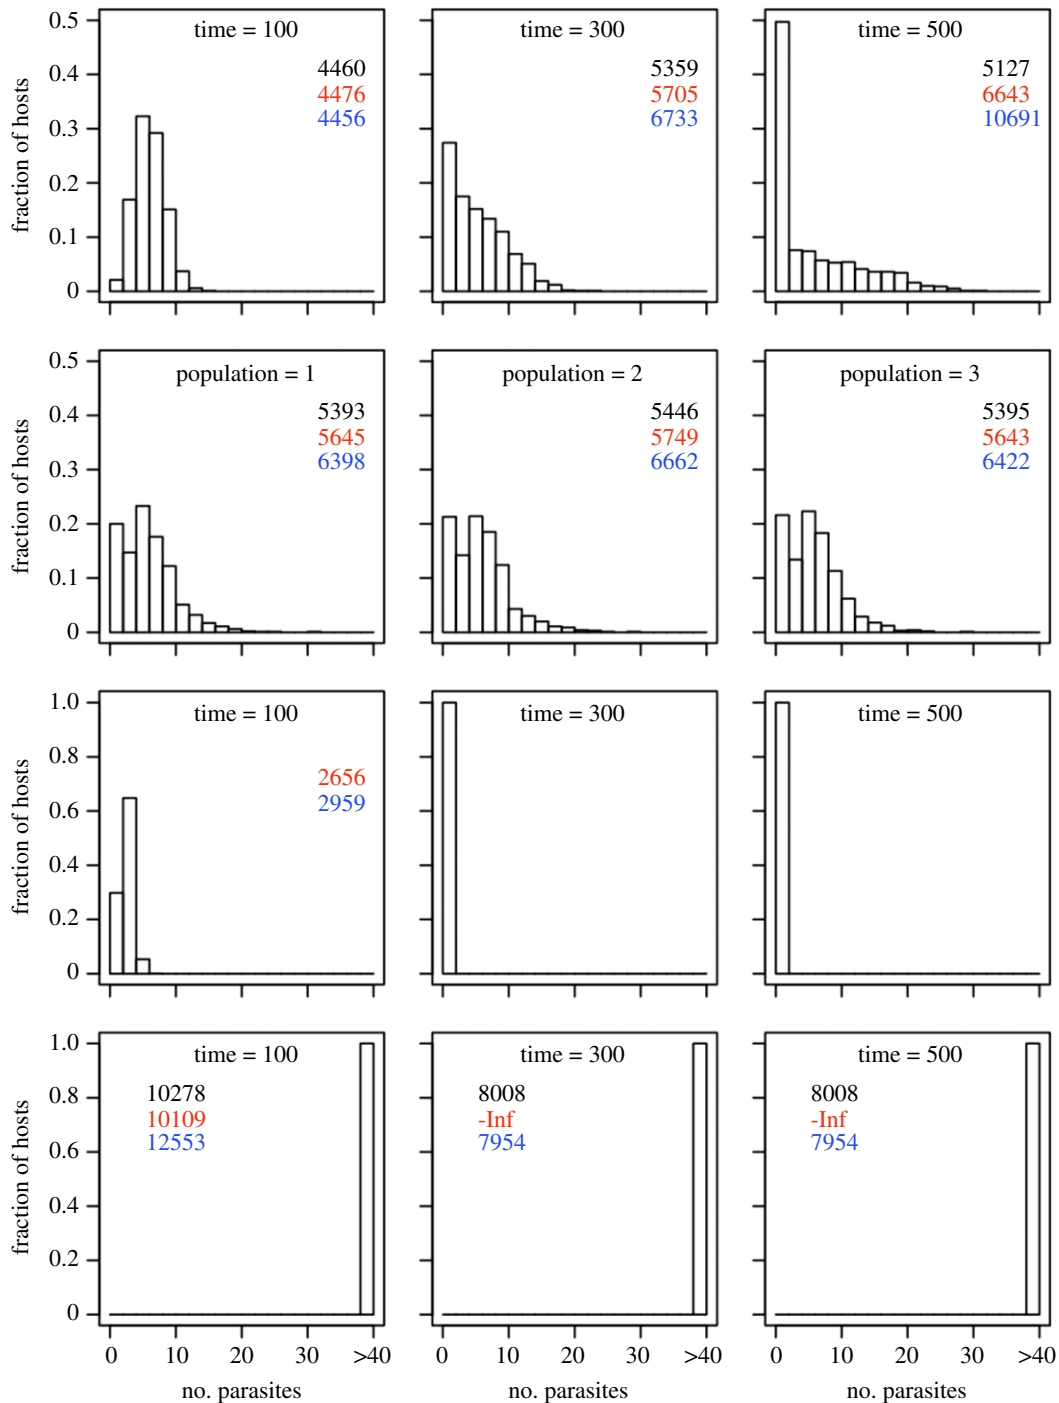 time = 100
time = 300
time = 500
fraction of hosts
0.5
0.4
0.3
0.2
0.1
0
4460
4476
4456
5359
5705
6733
5127
6643
10691
population = 1
population = 2
population = 3
fraction of hosts
0.5
0.4
0.3
0.2
0.1
0
5393
5645
6398
5446
5749
6662
5395
5643
6422
time = 100
time = 300
time = 500
fraction of hosts
1.0
0.8
0.6
0.4
0.2
0
2656
2959
time = 100
time = 300
time = 500
fraction of hosts
1.0
0.8
0.6
0.4
0.2
0
10278
10109
12553
8008
-Inf
7954
8008
-Inf
7954
0 10 20 30 >40
0 10 20 30 >40
0 10 20 30 >40
no. parasites
no. parasites
no. parasites